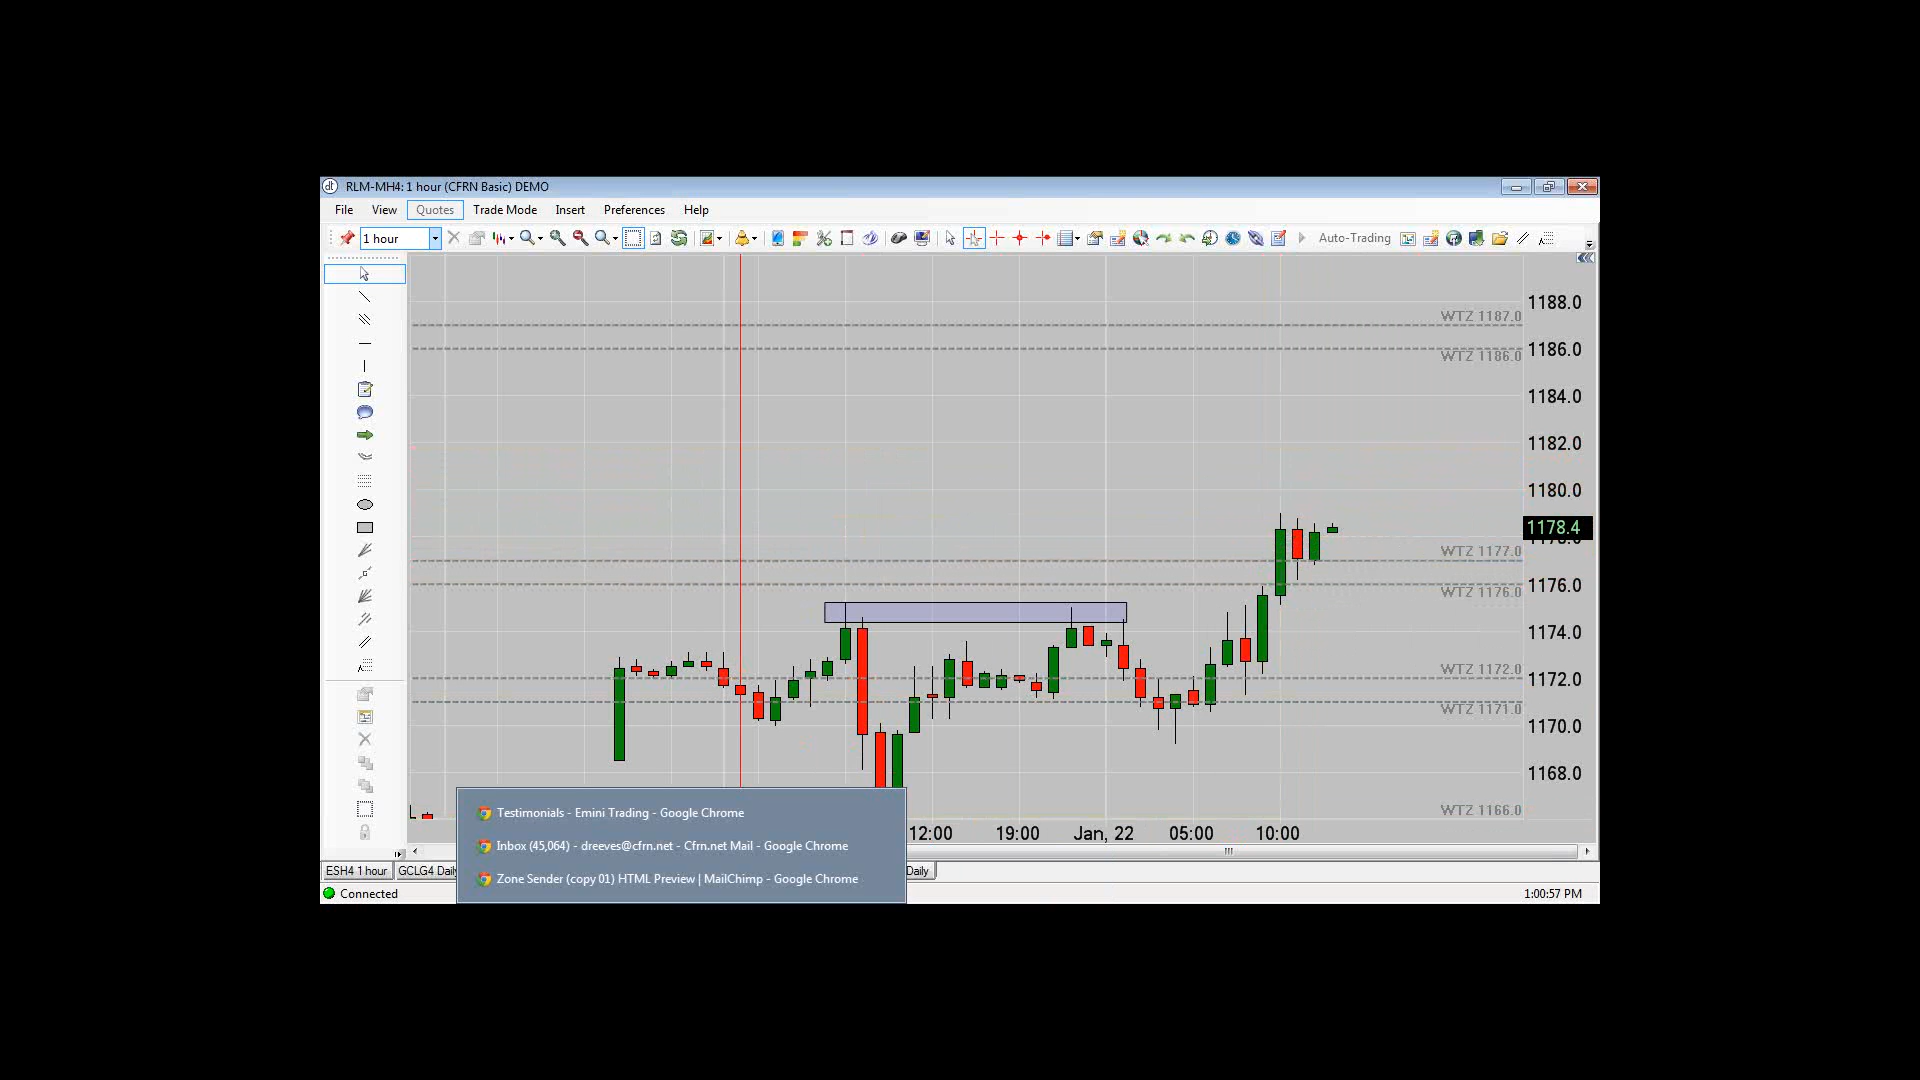 dt RLM-MH4: 1 hour (CFRN Basic) DEMO
File View Quotes Trade Mode Insert Preferences Help
1 hour Auto-Trading
1188.0
WTZ 1187.0
1186.0
WTZ 1186.0
1184.0
1182.0
1180.0
1178.4
WTZ 1177.0
1176.0
WTZ 1176.0
1174.0
WTZ 1172.0
1172.0
WTZ 1171.0
1170.0
1168.0
WTZ 1166.0
Testimonials - Emini Trading - Google Chrome
Inbox (45,064) - dreeves@cfrn.net - Cfrn.net Mail - Google Chrome
Zone Sender (copy 01) HTML Preview | MailChimp - Google Chrome
12:00 19:00 Jan, 22 05:00 10:00
ESH4 1 hour GCLG4 Daily Daily
Connected 1:00:57 PM